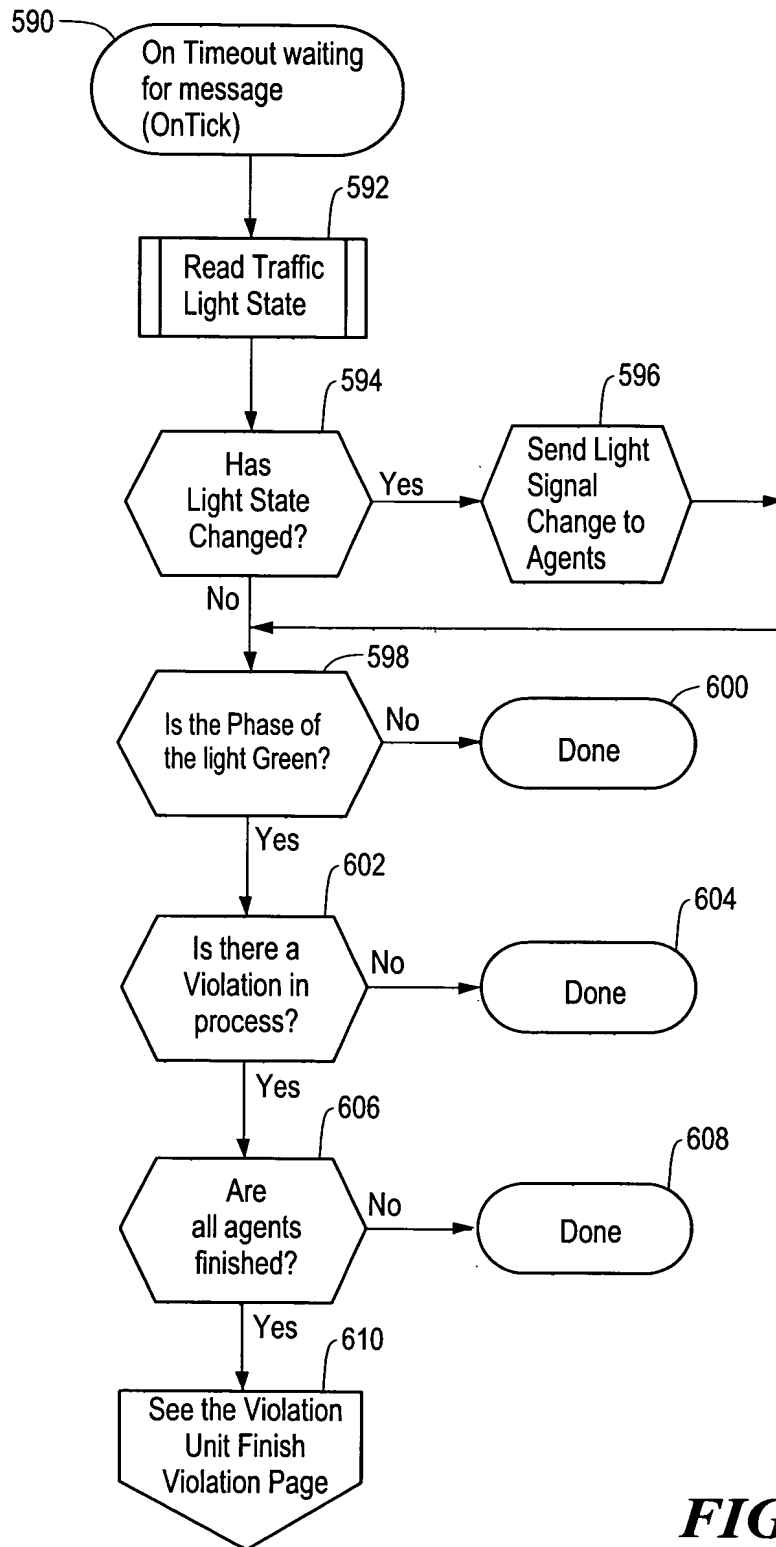 590
On Timeout waiting
for message
(OnTick)
592
Read Traffic
Light State
594
Has
Light State
Changed?
Yes
596
Send Light
Signal
Change to
Agents
No
598
Is the Phase of
the light Green?
No
600
Done
Yes
602
Is there a
Violation in
process?
No
604
Done
Yes
606
Are
all agents
finished?
No
608
Done
Yes
610
See the Violation
Unit Finish
Violation Page
FIG